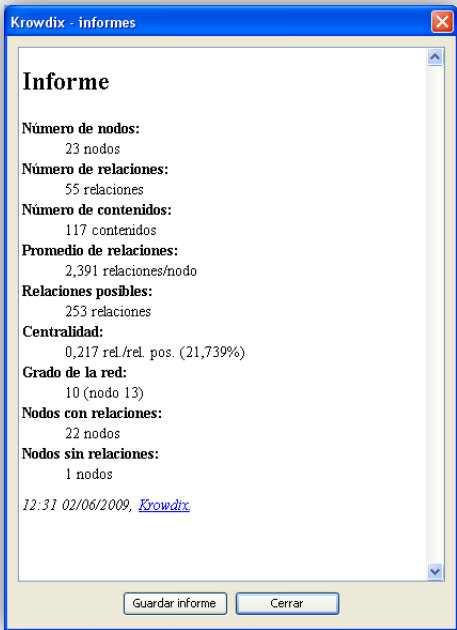 Krowdix - informes
Informe
Número de nodos:
23 nodos
Número de relaciones:
55 relaciones
Número de contenidos:
117 contenidos
Promedio de relaciones:
2,391 relaciones/nodo
Relaciones posibles:
253 relaciones
Centralidad:
0,217 rel./rel. pos. (21,739%)
Grado de la red:
10 (nodo 13)
Nodos con relaciones:
22 nodos
Nodos sin relaciones:
1 nodos
12:31 02/06/2009, Krowdix.
Guardar informe Cerrar